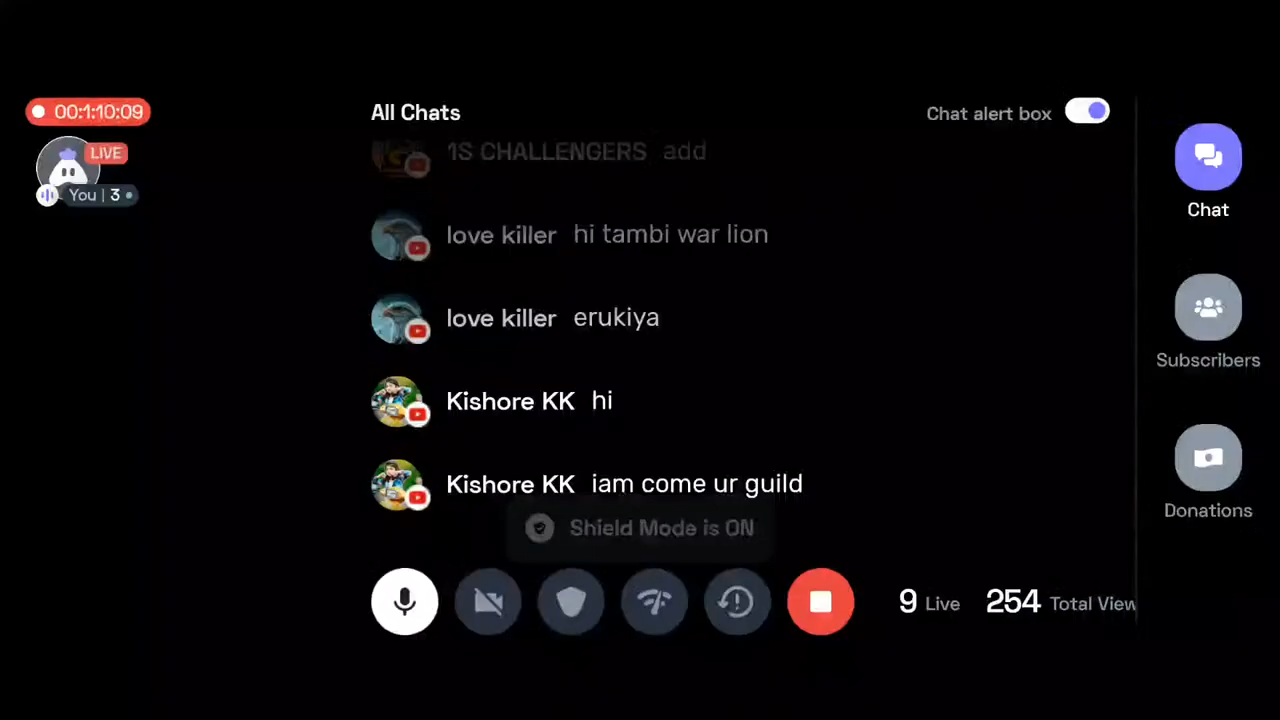 00:1:10:09
LIVE
You | 3
All Chats
Chat alert box
1S CHALLENGERS add
love killer hi tambi war lion
love killer erukiya
Kishore KK hi
Kishore KK iam come ur guild
Shield Mode is ON
9 Live 254 Total View
Chat
Subscribers
Donations